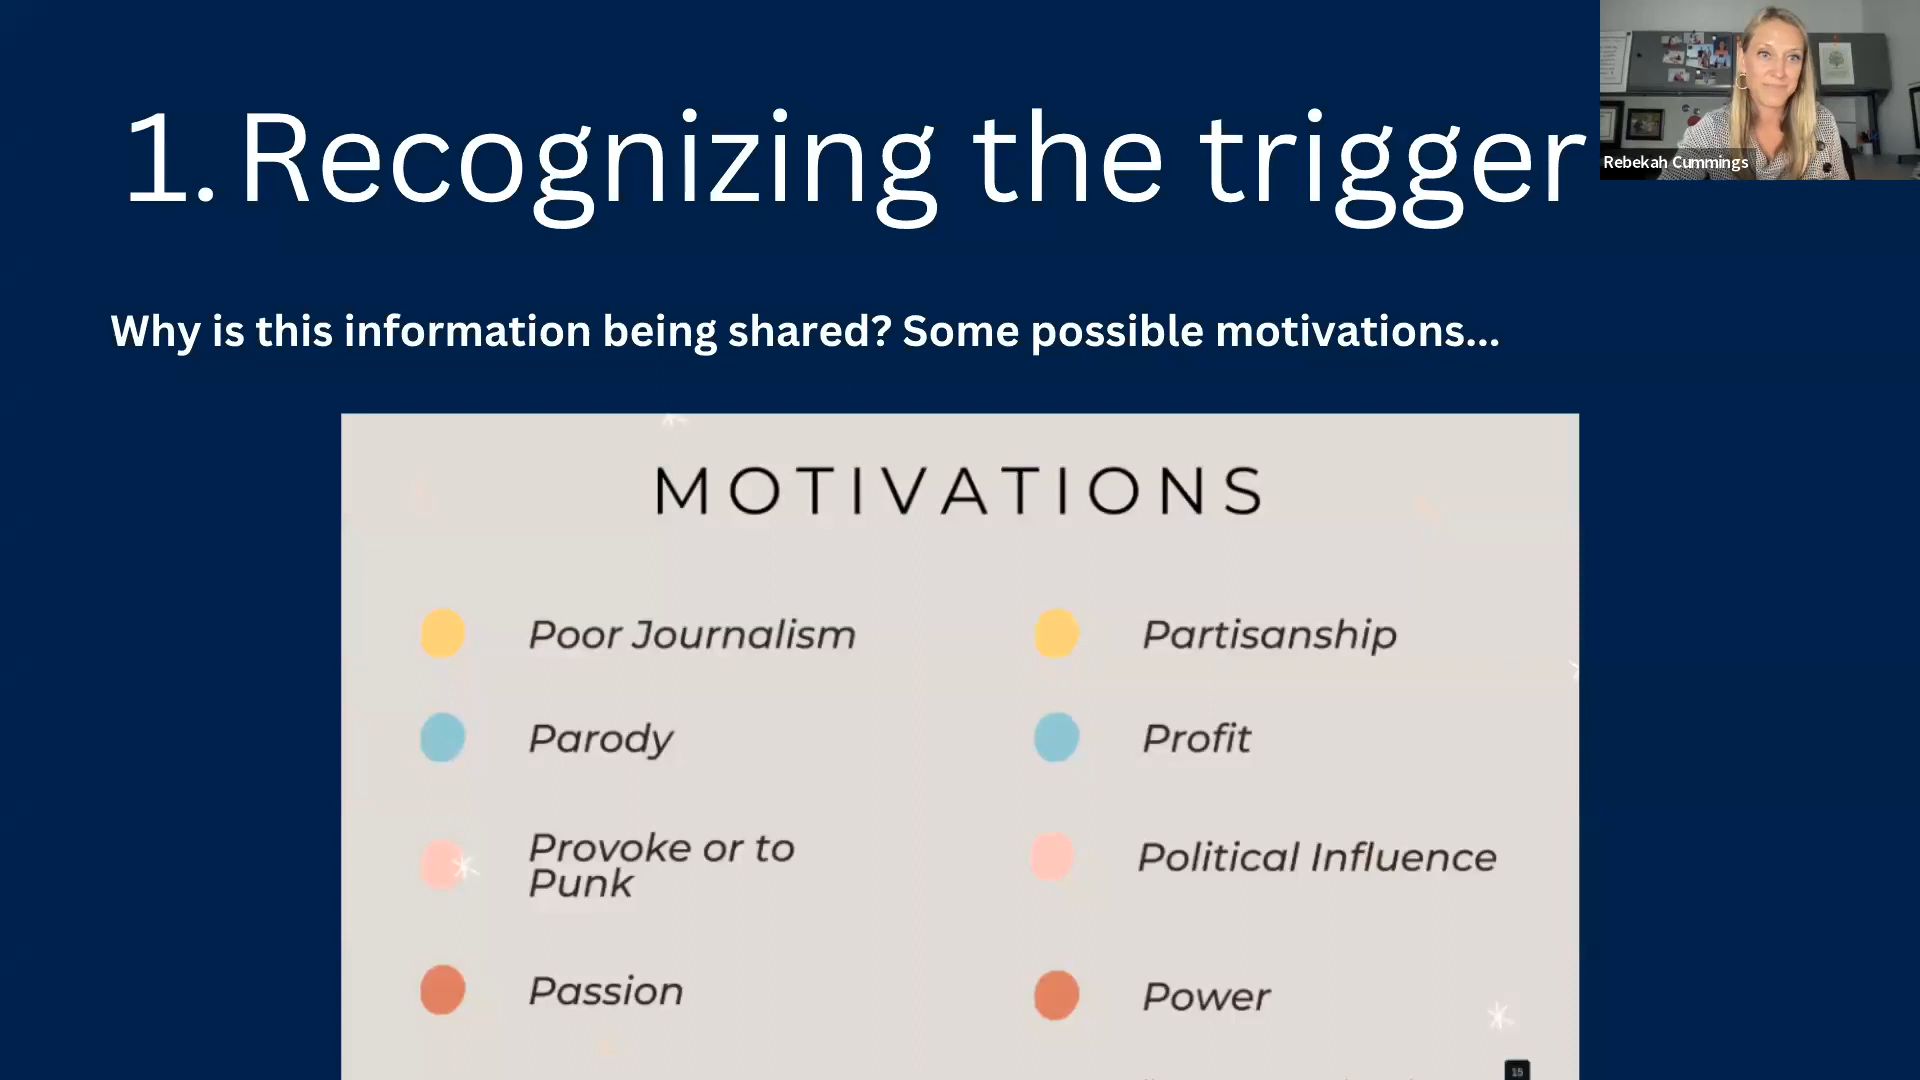 1. Recognizing the trigger
Rebekah Cummings
Why is this information being shared? Some possible motivations...
MOTIVATIONS
Poor Journalism
Partisanship
Parody
Profit
Provoke or to
Punk
Political Influence
Passion
Power
15